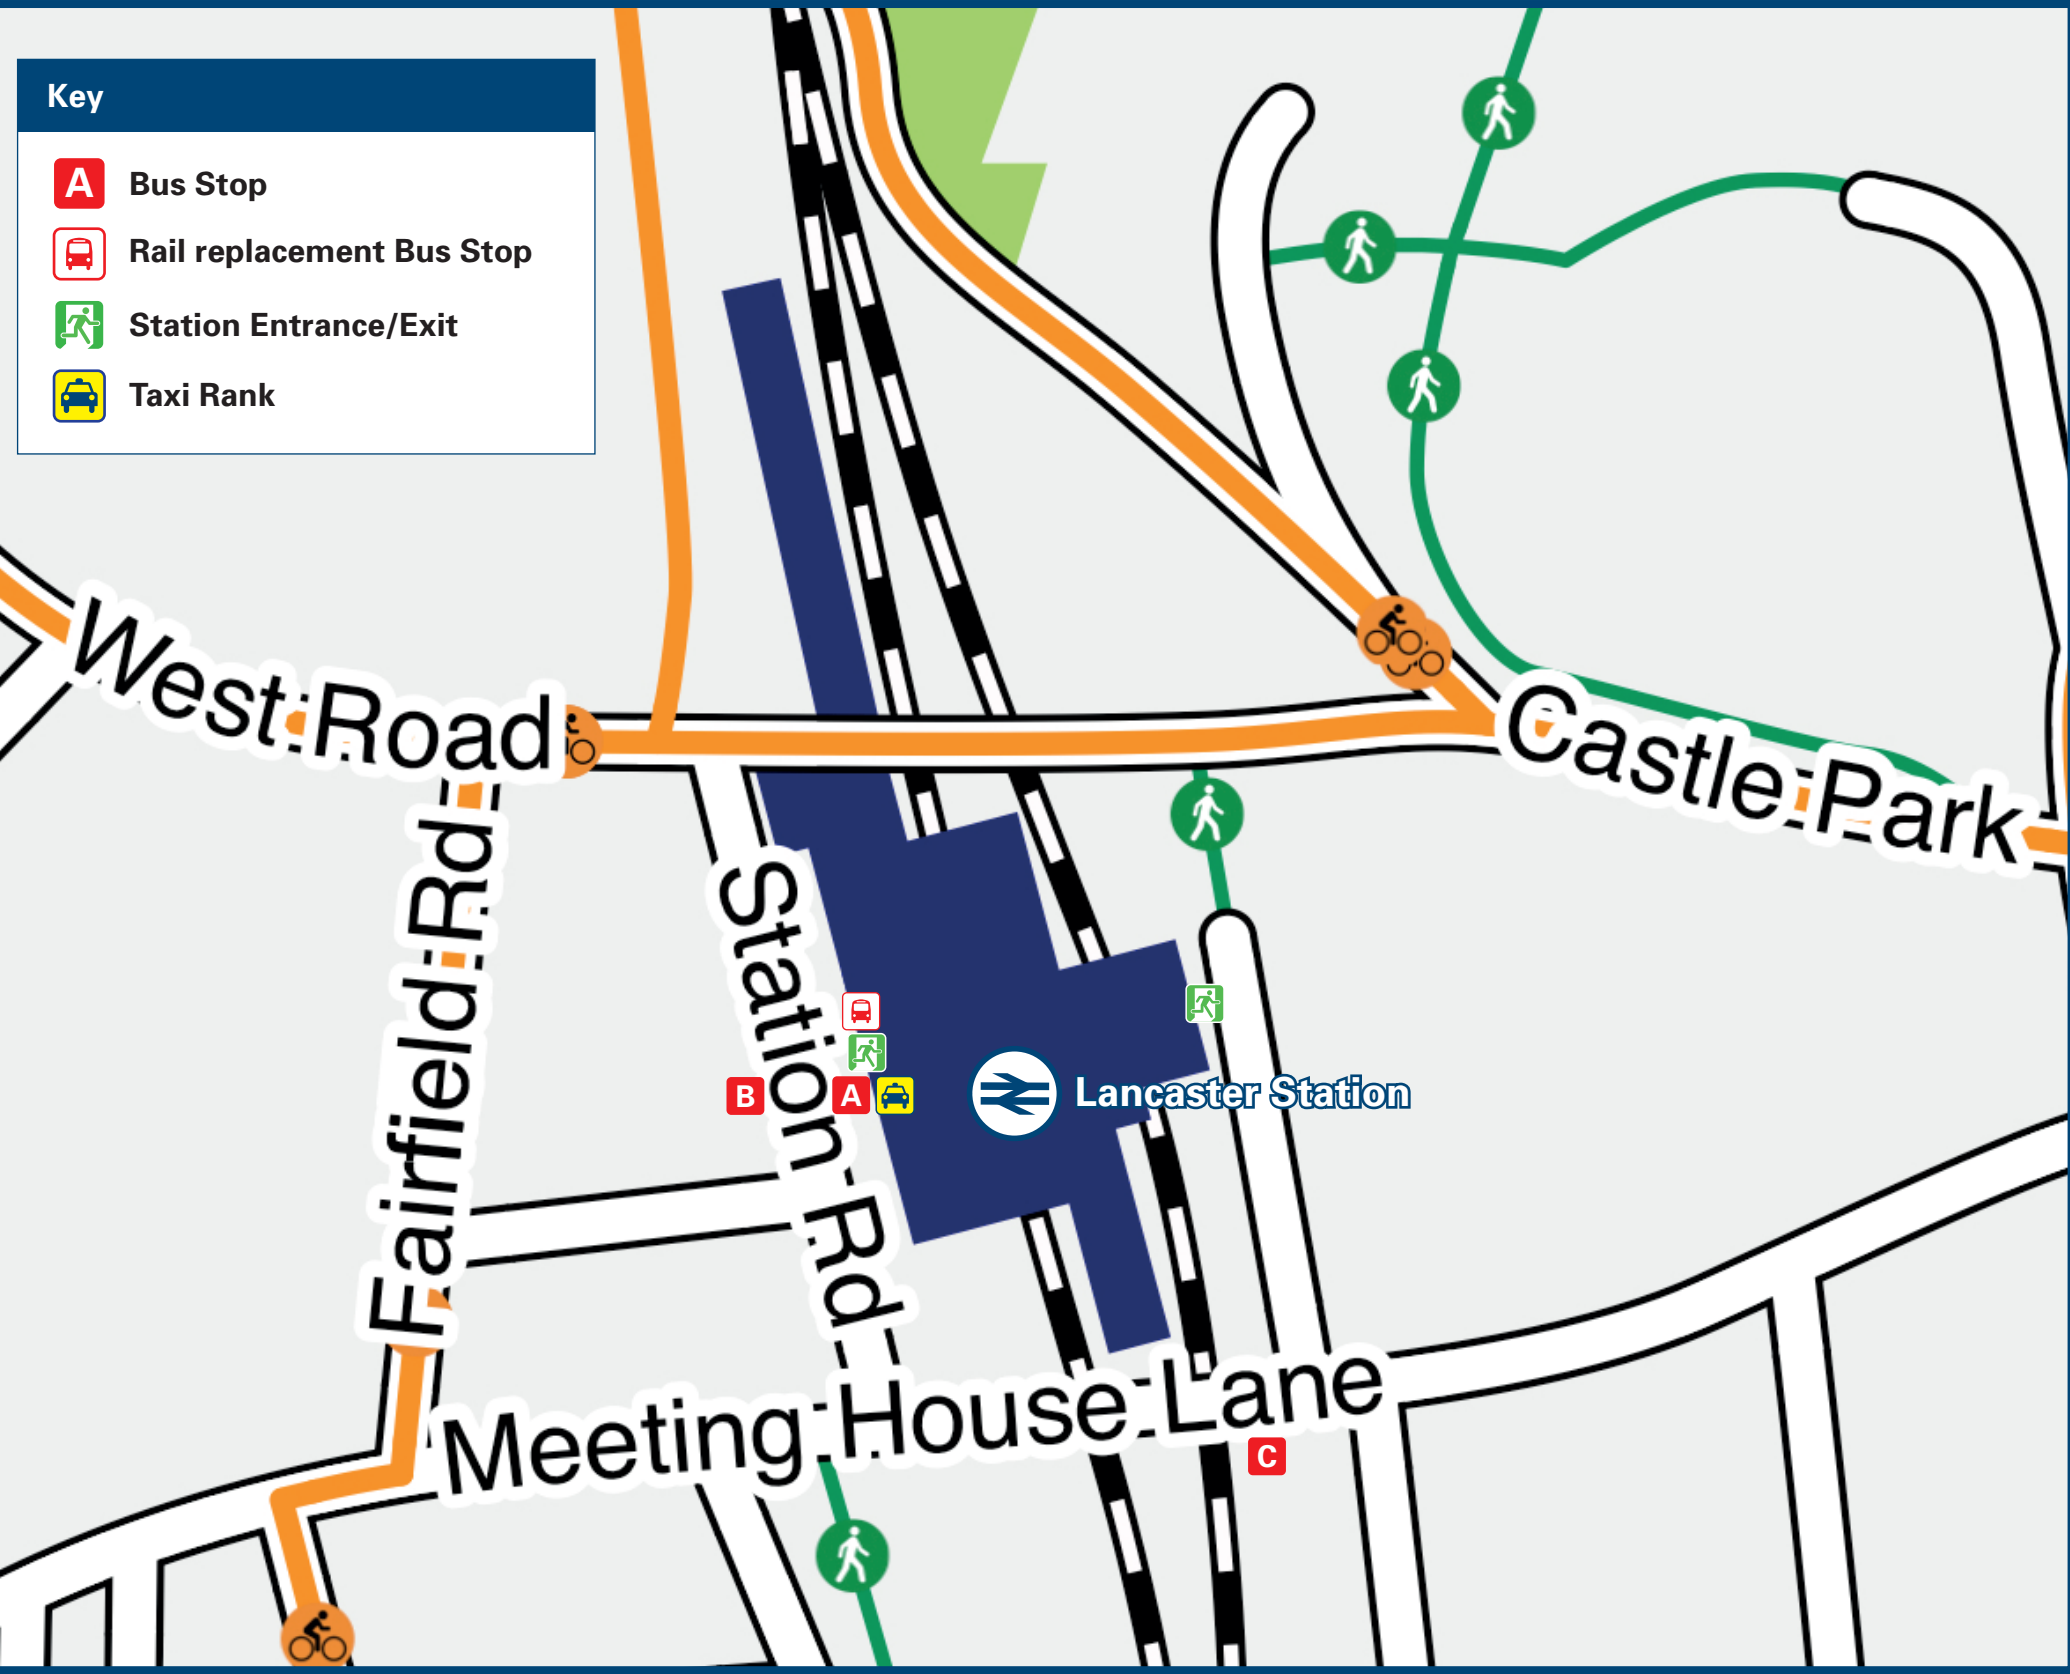 Key
A Bus Stop
Rail replacement Bus Stop
Station Entrance/Exit
Taxi Rank
West Road
Castle Park
Fairfield Rd
Station Rd
B
A
Lancaster Station
Meeting House Lane
C